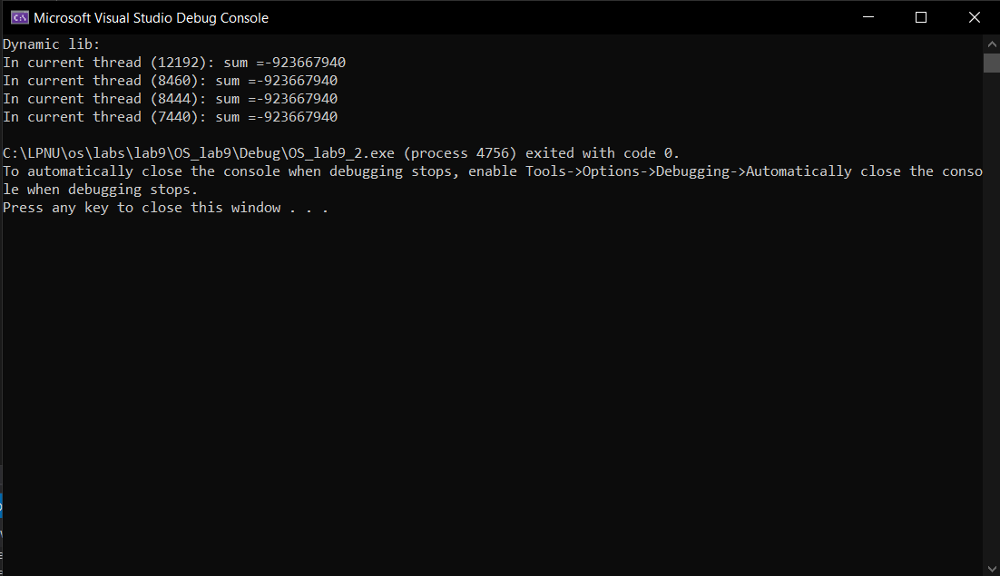 Microsoft Visual Studio Debug Console
Dynamic lib:
In current thread (12192): sum =-923667940
In current thread (8460): sum =-923667940
In current thread (8444): sum =-923667940
In current thread (7440): sum =-923667940
C:\LPNU\os\labs\lab9\OS_lab9\Debug\OS_lab9_2.exe (process 4756) exited with code 0.
To automatically close the console when debugging stops, enable Tools->Options->Debugging->Automatically close the conso
le when debugging stops.
Press any key to close this window . . .